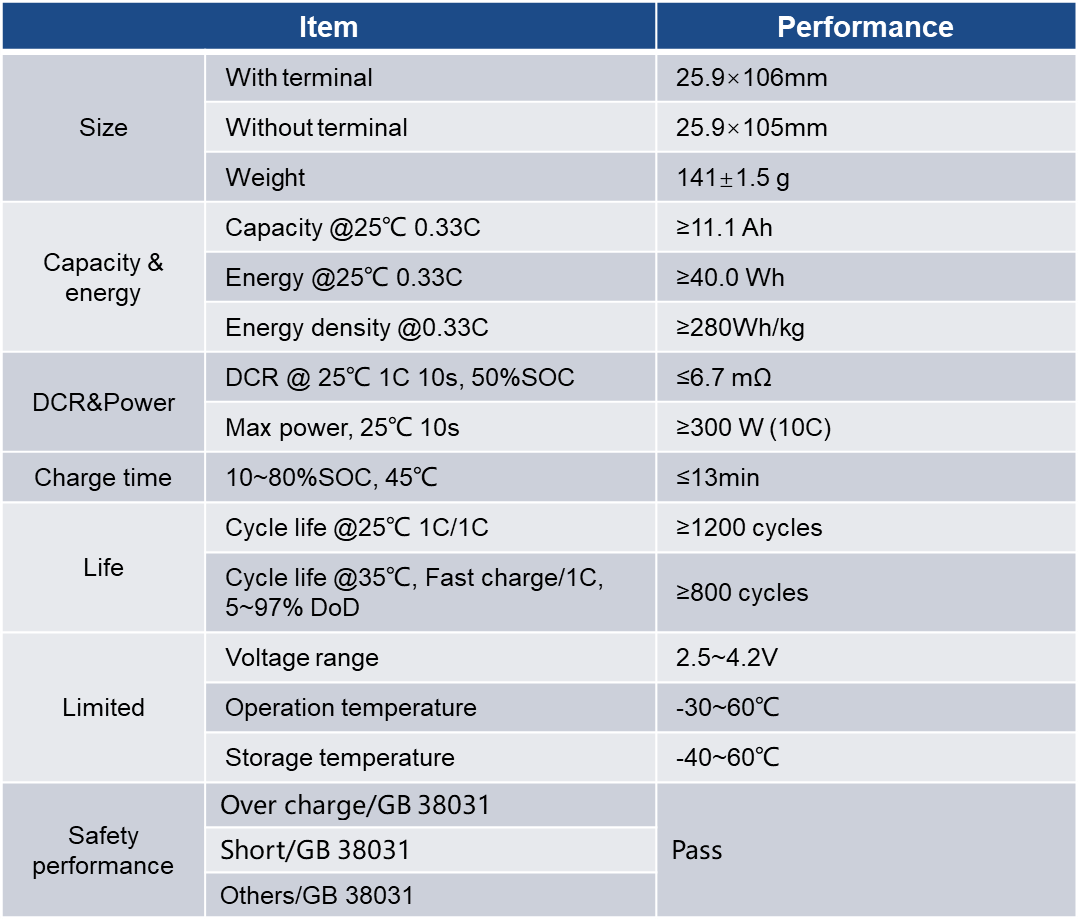 Item Performance
Size
With terminal 25.9×106mm
Without terminal 25.9×105mm
Weight 141±1.5 g
Capacity &
energy
Capacity @25℃ 0.33C ≥11.1 Ah
Energy @25℃ 0.33C ≥40.0 Wh
Energy density @0.33C ≥280Wh/kg
DCR&Power
DCR @ 25℃ 1C 10s, 50%SOC ≤6.7 mΩ
Max power, 25℃ 10s ≥300 W (10C)
Charge time 10~80%SOC, 45℃ ≤13min
Life
Cycle life @25℃ 1C/1C ≥1200 cycles
Cycle life @35℃, Fast charge/1C,
5~97% DoD ≥800 cycles
Limited
Voltage range 2.5~4.2V
Operation temperature -30~60℃
Storage temperature -40~60℃
Safety
performance
Over charge/GB 38031
Short/GB 38031 Pass
Others/GB 38031